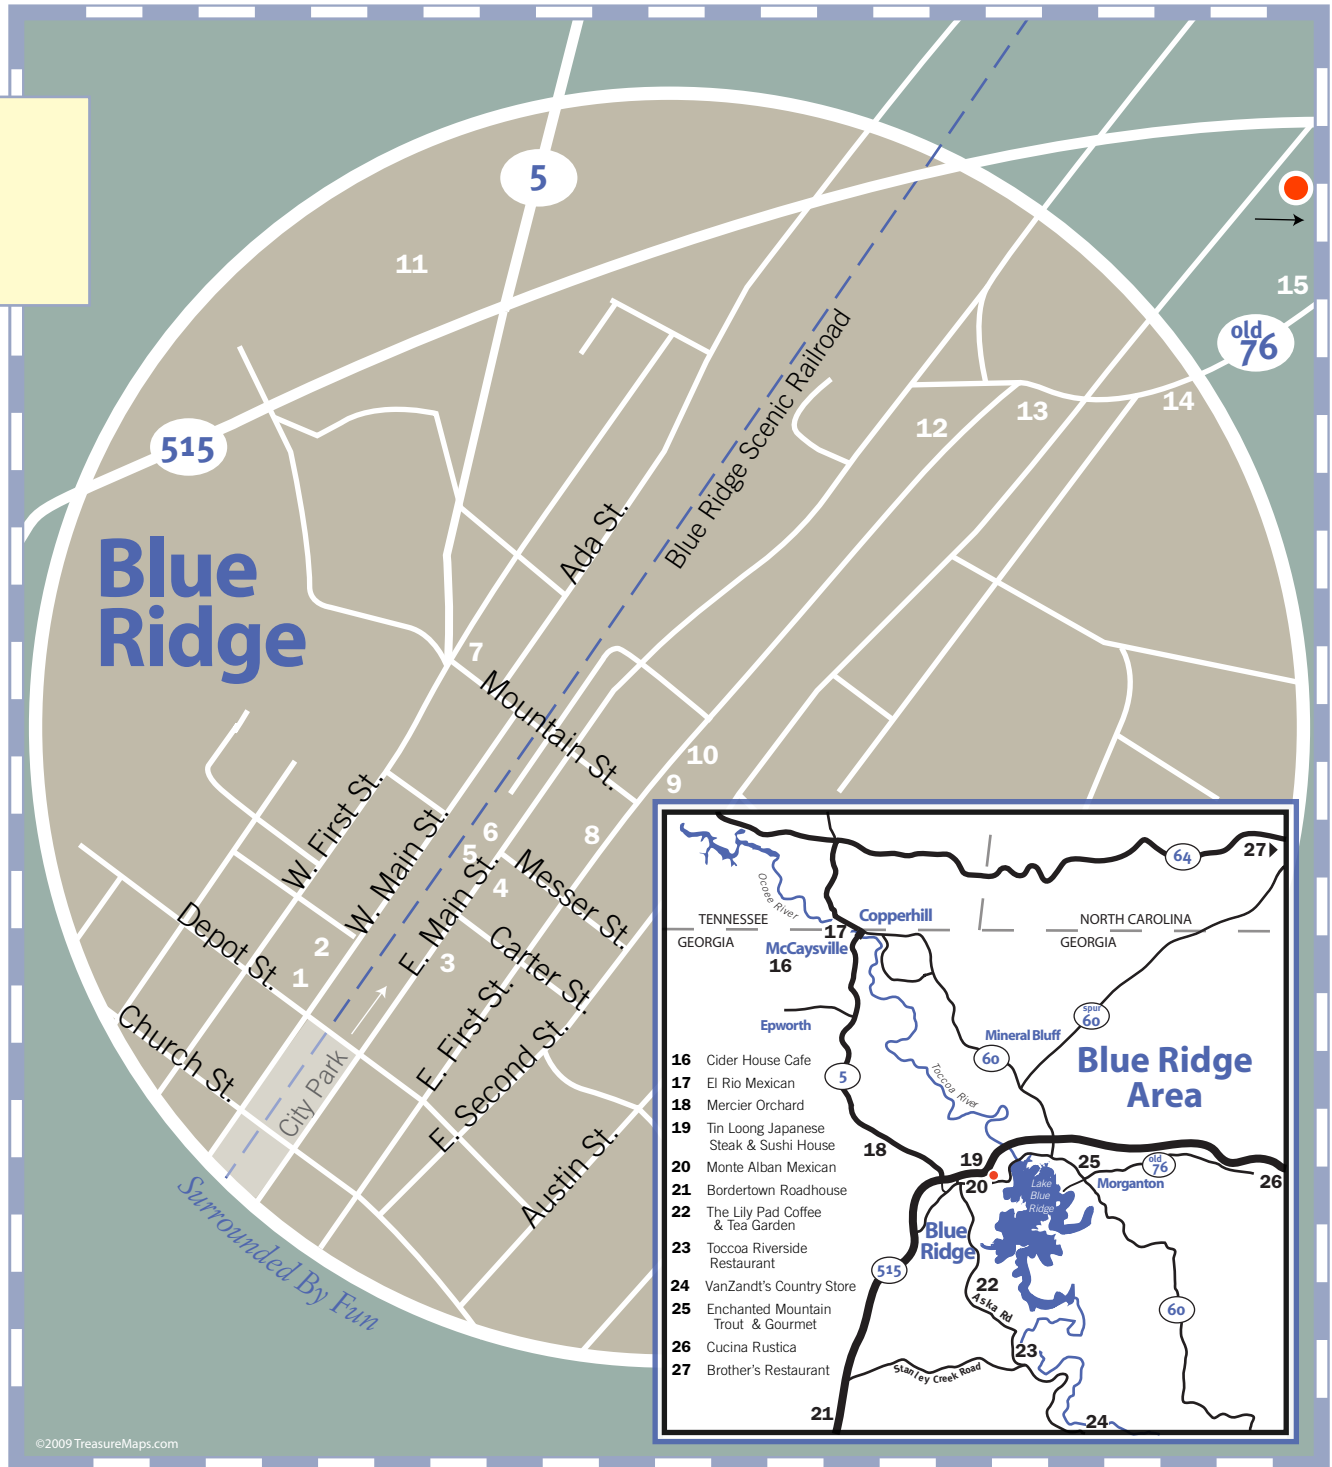 5
11
15
old
76
515
14
13
12
Blue Ridge Scenic Railroad
Ada St.
Blue
Ridge
7
Mountain St.
10
9
W. First St.
W. Main St.
6
5
8
4
E. Main St.
Messer St.
Depot St.
2
1
3
Carter St.
Church St.
E. First St.
E. Second St.
City Park
Austin St.
Surrounded By Fun
©2009 TreasureMaps.com
64
27
Ocoee River
TENNESSEE
GEORGIA
Copperhill
NORTH CAROLINA
GEORGIA
17
McCaysville
16
Epworth
spur
60
Mineral Bluff
60
5
Toccoa River
Blue Ridge
Area
18
19
20
25
old
76
Morganton
26
Lake
Blue
Ridge
Blue
Ridge
515
22
Aska Rd
60
23
Stanley Creek Road
21
24
16 Cider House Cafe
17 El Rio Mexican
18 Mercier Orchard
19 Tin Loong Japanese
Steak & Sushi House
20 Monte Alban Mexican
21 Bordertown Roadhouse
22 The Lily Pad Coffee
& Tea Garden
23 Toccoa Riverside
Restaurant
24 VanZandt's Country Store
25 Enchanted Mountain
Trout & Gourmet
26 Cucina Rustica
27 Brother's Restaurant